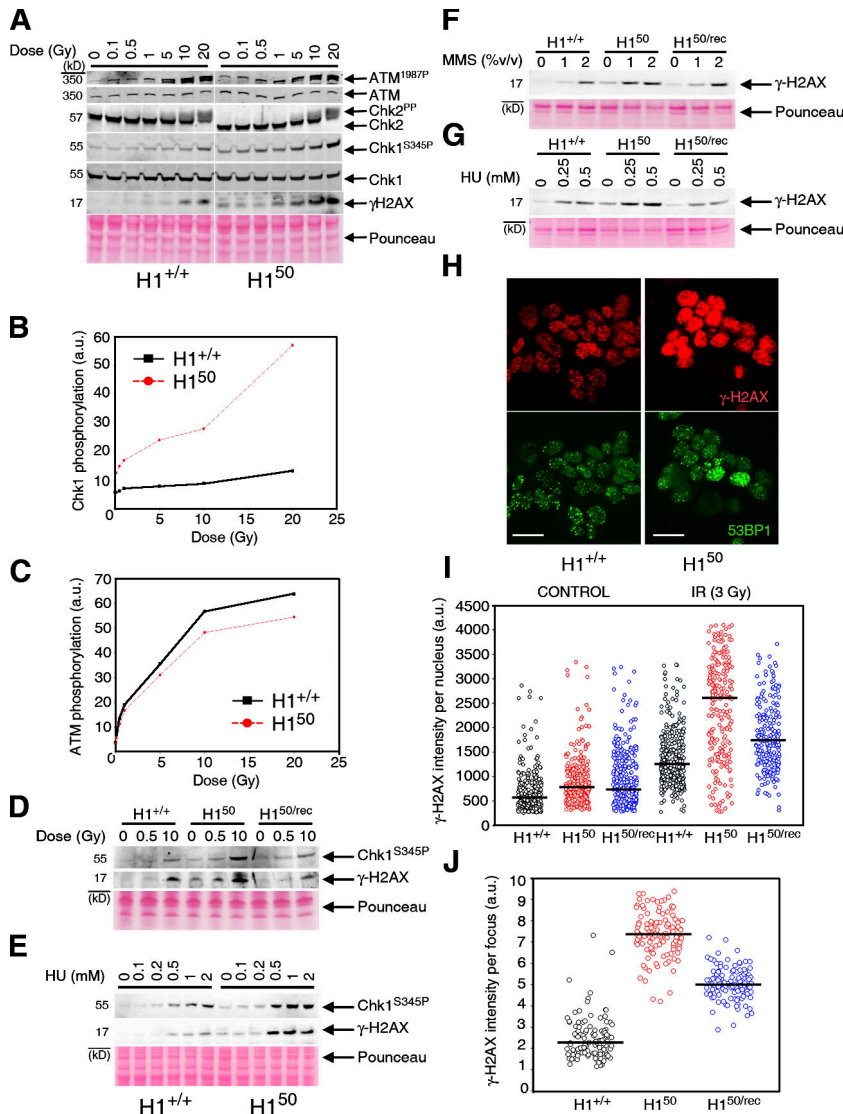 A
Dose (Gy) 0 0.1 0.5 1 5 10 20 0 0.1 0.5 1 5 10 20
(kD)
350 ATM1987P
350 ATM
57 Chk2PP
Chk2
55 Chk1S345P
55 Chk1
17 γH2AX
Pounceau
H1+/+ H150
B
Chk1 phosphorylation (a.u.)
60
50
40
30
20
10
0
0 5 10 15 20 25
Dose (Gy)
H1+/+
H150
C
ATM phosphorylation (a.u.)
70
60
50
40
30
20
10
0
0 5 10 15 20 25
Dose (Gy)
H1+/+
H150
D
H1+/+ H150 H150/rec
Dose (Gy) 0 0.5 10 0 0.5 10 0 0.5 10
55 Chk1S345P
17 γ-H2AX
(kD)
Pounceau
E
HU (mM) 0 0.1 0.2 0.5 1 2 0 0.1 0.2 0.5 1 2
55 Chk1S345P
17 γ-H2AX
(kD)
Pounceau
H1+/+ H150
F
H1+/+ H150 H150/rec
MMS (%v/v) 0 1 2 0 1 2 0 1 2
17 γ-H2AX
(kD) Pounceau
G
H1+/+ H150 H150/rec
HU (mM) 0 0.25 0.5 0 0.25 0.5 0 0.25 0.5
17 γ-H2AX
(kD) Pounceau
H
γ-H2AX
53BP1
H1+/+ H150
I
CONTROL IR (3 Gy)
γ-H2AX intensity per nucleus (a.u.)
4500
4000
3500
3000
2500
2000
1500
1000
500
0
H1+/+ H150 H150/rec H1+/+ H150 H150/rec
J
γ-H2AX intensity per focus (a.u.)
10
9
8
7
6
5
4
3
2
1
0
H1+/+ H150 H150/rec